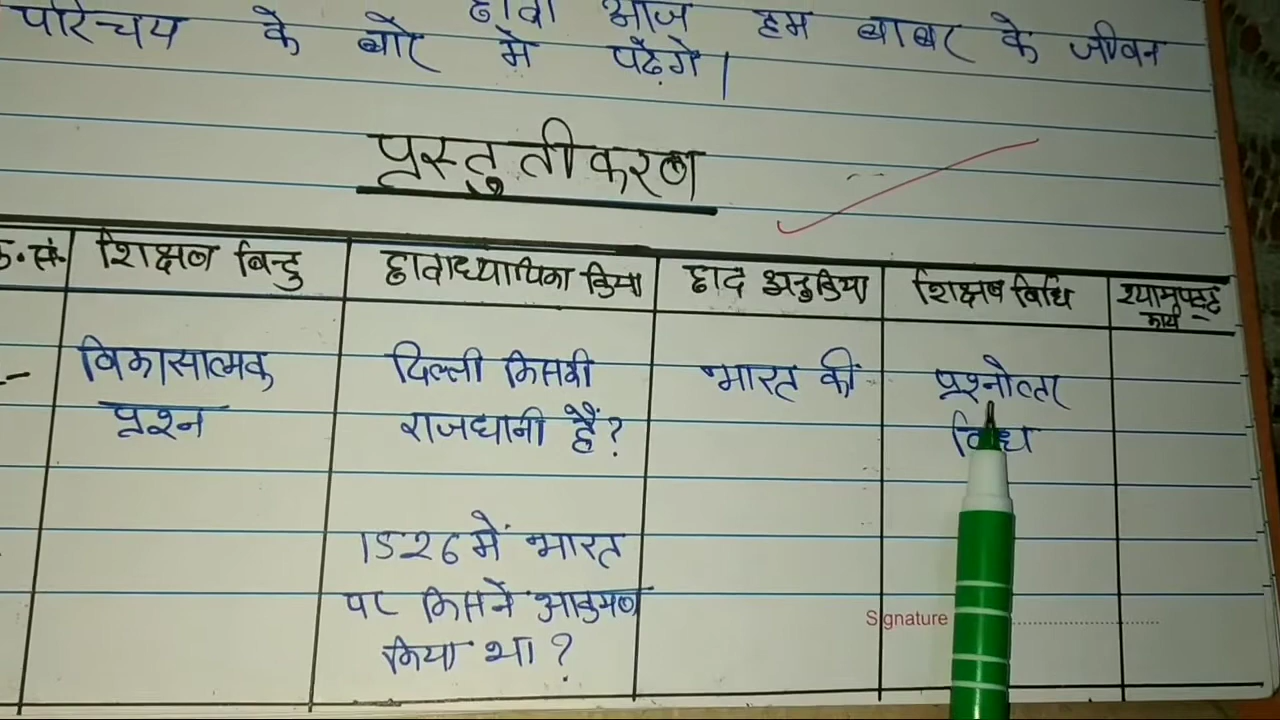 आज हम बाबर के जीवन
परिचय के बारे में पढ़ेंगे।
प्रस्तुतीकरण
क्र.सं. शिक्षण बिन्दु छात्राध्यापिका क्रिया छात्र अनुक्रिया शिक्षण विधि श्यामपट्ट कार्य
विकासात्मक दिल्ली किसकी भारत की प्रश्नोत्तर
प्रश्न राजधानी हैं? विधि
1526 में भारत
पर किसने आक्रमण
किया था?
Signature